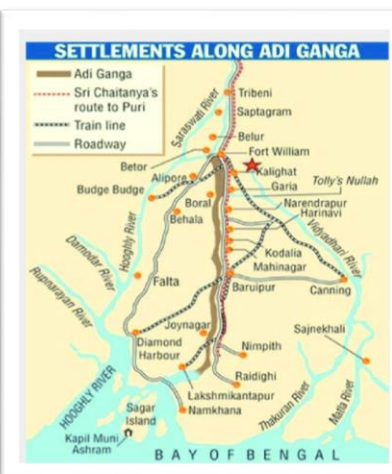 SETTLEMENTS ALONG ADI GANGA
Adi Ganga
Sri Chaitanya's
route to Puri
Train line
Roadway
Saraswati River
Tribeni
Saptagram
Belur
Fort William
Betor
Alipore
Kalighat
Garia
Tolly's Nullah
Budge Budge
Boral
Narendrapur
Harinavi
Behala
Vidyadhari River
Hooghly River
Damodar River
Rupnarayan River
Kodalia
Mahinagar
Falta
Baruipur
Canning
Joynagar
Sajnekhali
Diamond
Harbour
Nimpith
Raidighi
Lakshmikantapur
Namkhana
HOOGHLY RIVER
Sagar
Island
Thakuran River
Matla River
Kapil Muni
Ashram
BAY OF BENGAL